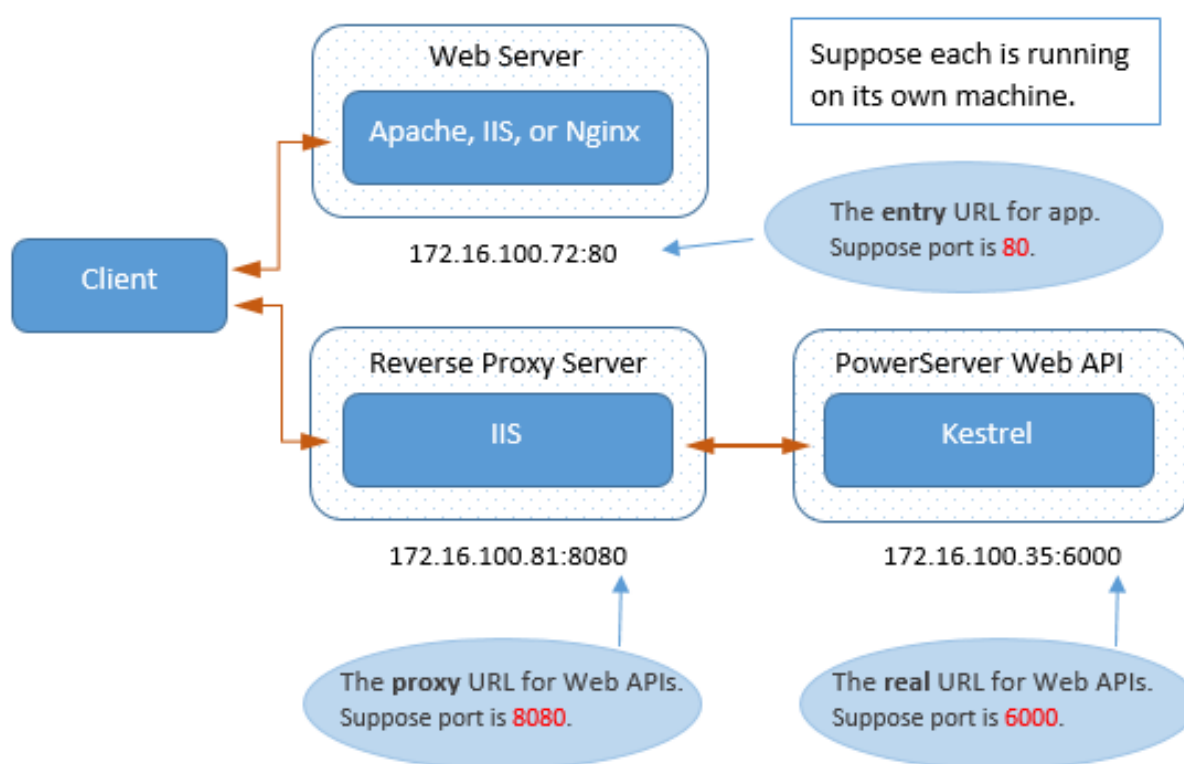 Web Server
Apache, IIS, or Nginx
172.16.100.72:80
Suppose each is running
on its own machine.
The entry URL for app.
Suppose port is 80.
Client
Reverse Proxy Server
IIS
172.16.100.81:8080
PowerServer Web API
Kestrel
172.16.100.35:6000
The proxy URL for Web APIs.
Suppose port is 8080.
The real URL for Web APIs.
Suppose port is 6000.